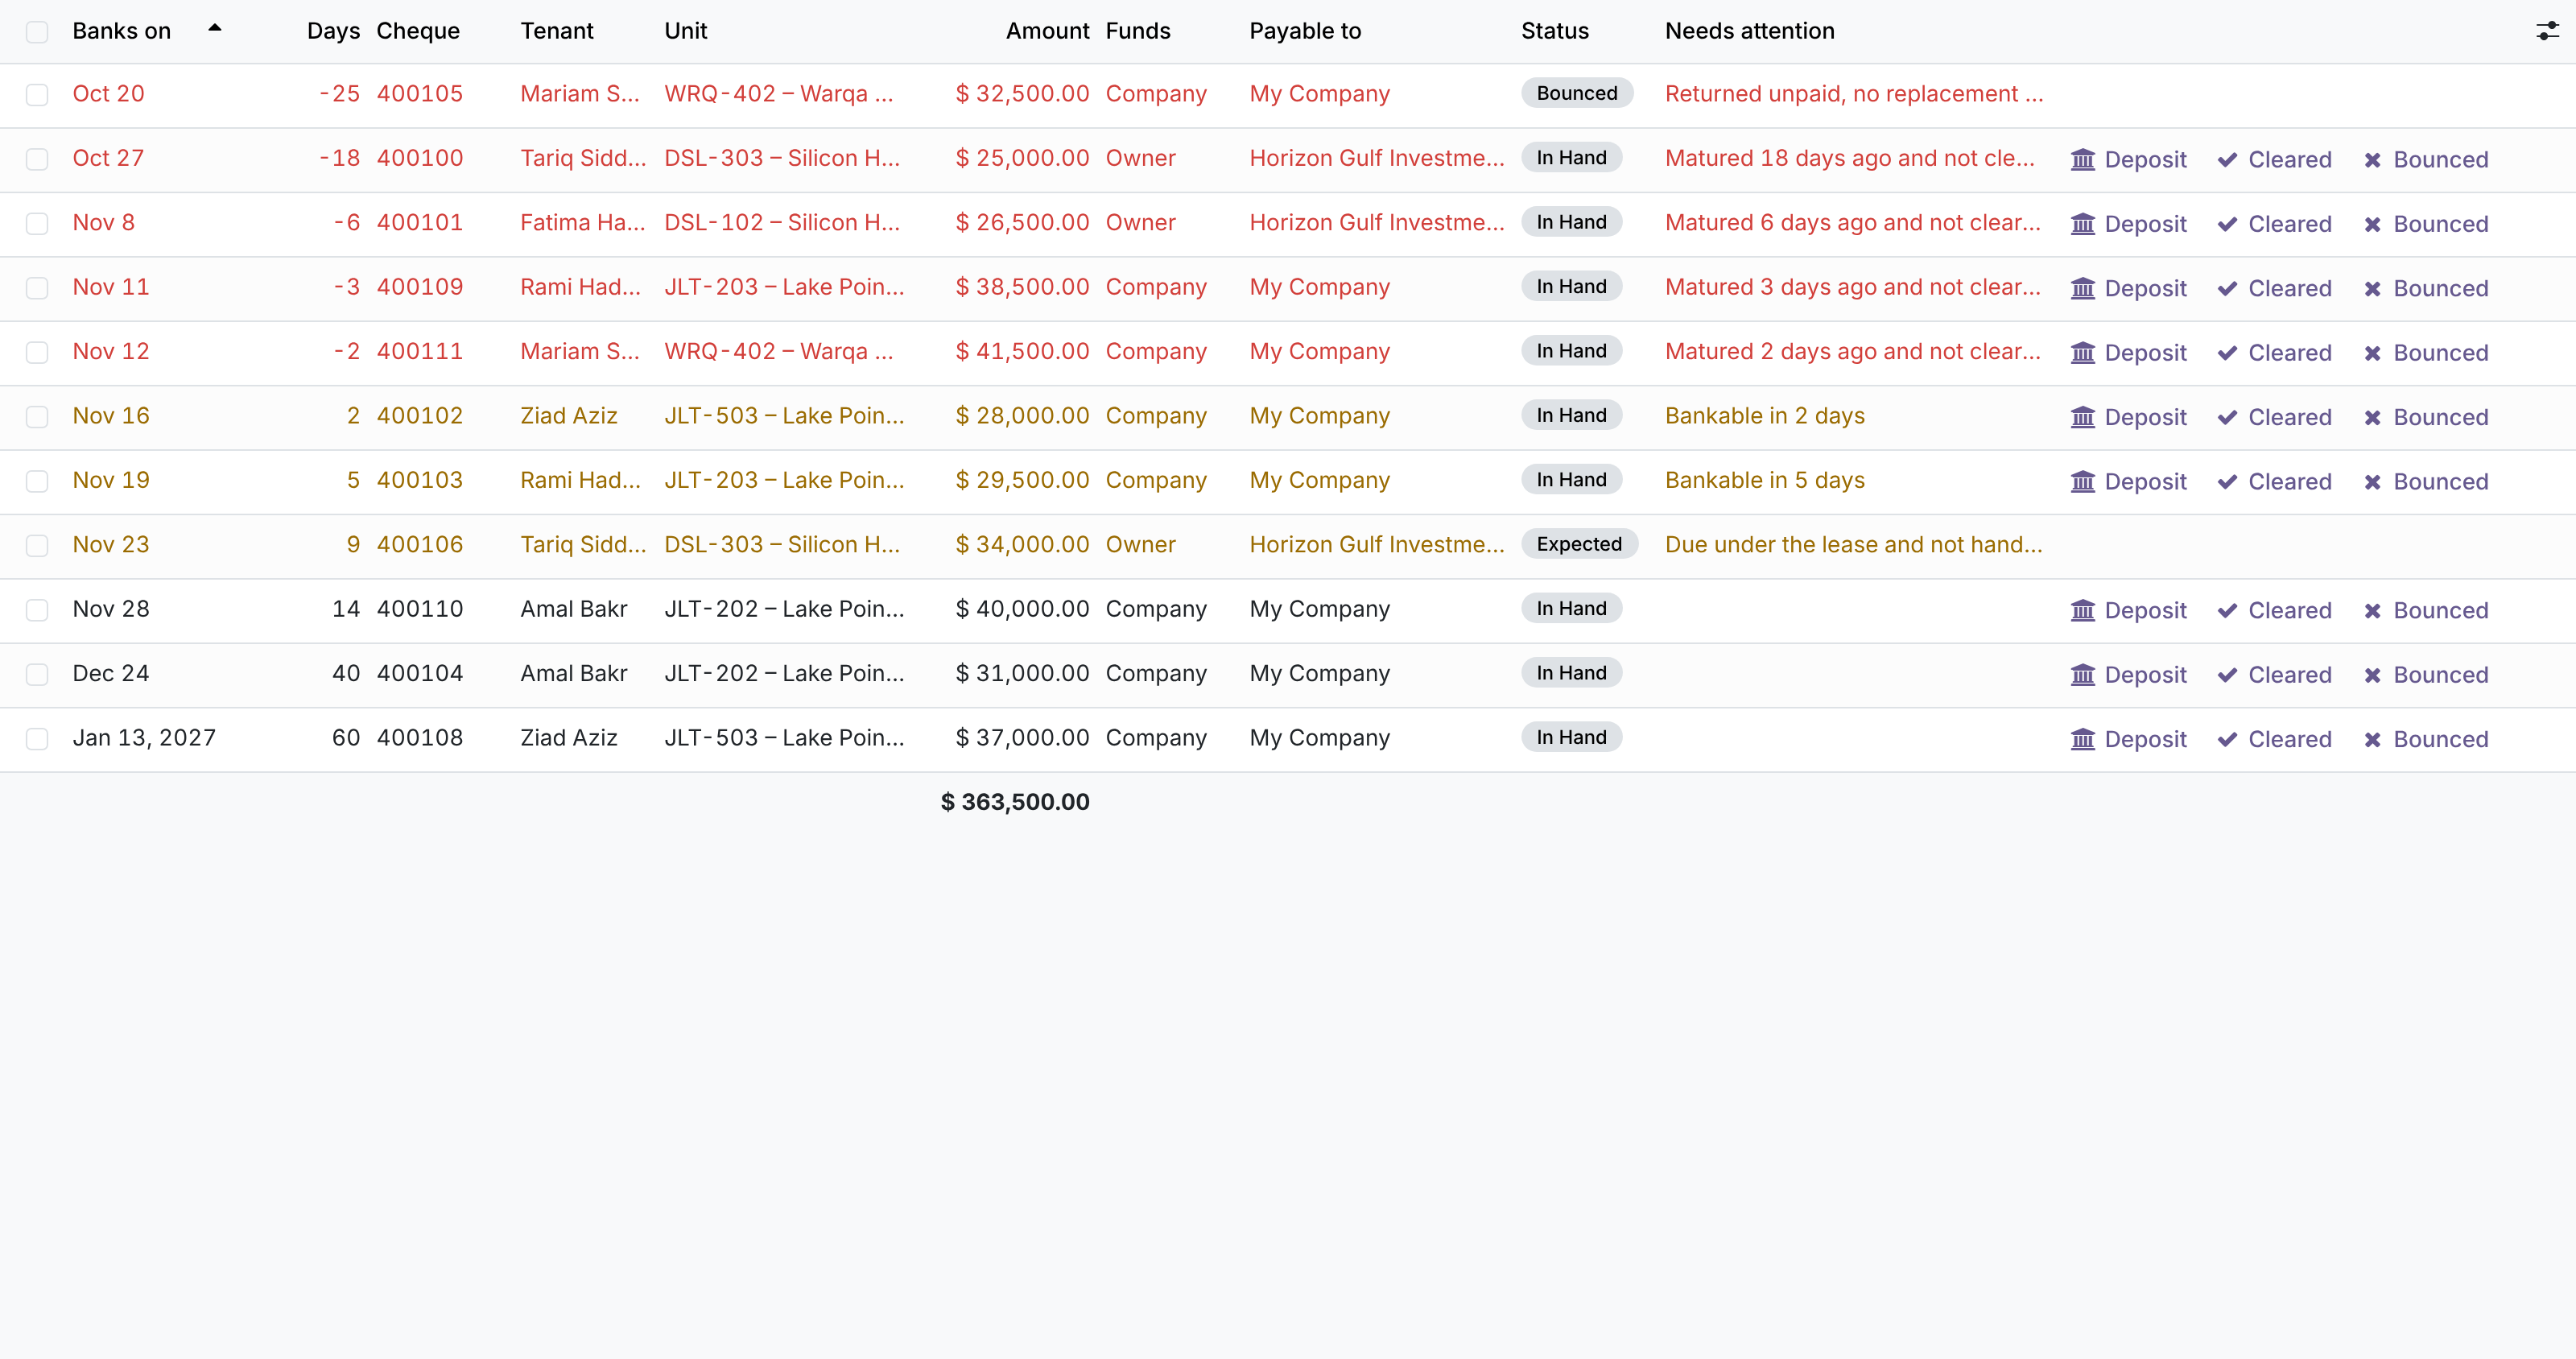 Banks on Days Cheque Tenant Unit Amount Funds Payable to Status Needs attention
Oct 20 -25 400105 Mariam S... WRQ-402 – Warqa ... $ 32,500.00 Company My Company Bounced Returned unpaid, no replacement ...
Oct 27 -18 400100 Tariq Sidd... DSL-303 – Silicon H... $ 25,000.00 Owner Horizon Gulf Investme... In Hand Matured 18 days ago and not cle... Deposit Cleared Bounced
Nov 8 -6 400101 Fatima Ha... DSL-102 – Silicon H... $ 26,500.00 Owner Horizon Gulf Investme... In Hand Matured 6 days ago and not clear... Deposit Cleared Bounced
Nov 11 -3 400109 Rami Had... JLT-203 – Lake Poin... $ 38,500.00 Company My Company In Hand Matured 3 days ago and not clear... Deposit Cleared Bounced
Nov 12 -2 400111 Mariam S... WRQ-402 – Warqa ... $ 41,500.00 Company My Company In Hand Matured 2 days ago and not clear... Deposit Cleared Bounced
Nov 16 2 400102 Ziad Aziz JLT-503 – Lake Poin... $ 28,000.00 Company My Company In Hand Bankable in 2 days Deposit Cleared Bounced
Nov 19 5 400103 Rami Had... JLT-203 – Lake Poin... $ 29,500.00 Company My Company In Hand Bankable in 5 days Deposit Cleared Bounced
Nov 23 9 400106 Tariq Sidd... DSL-303 – Silicon H... $ 34,000.00 Owner Horizon Gulf Investme... Expected Due under the lease and not hand...
Nov 28 14 400110 Amal Bakr JLT-202 – Lake Poin... $ 40,000.00 Company My Company In Hand Deposit Cleared Bounced
Dec 24 40 400104 Amal Bakr JLT-202 – Lake Poin... $ 31,000.00 Company My Company In Hand Deposit Cleared Bounced
Jan 13, 2027 60 400108 Ziad Aziz JLT-503 – Lake Poin... $ 37,000.00 Company My Company In Hand Deposit Cleared Bounced
$ 363,500.00